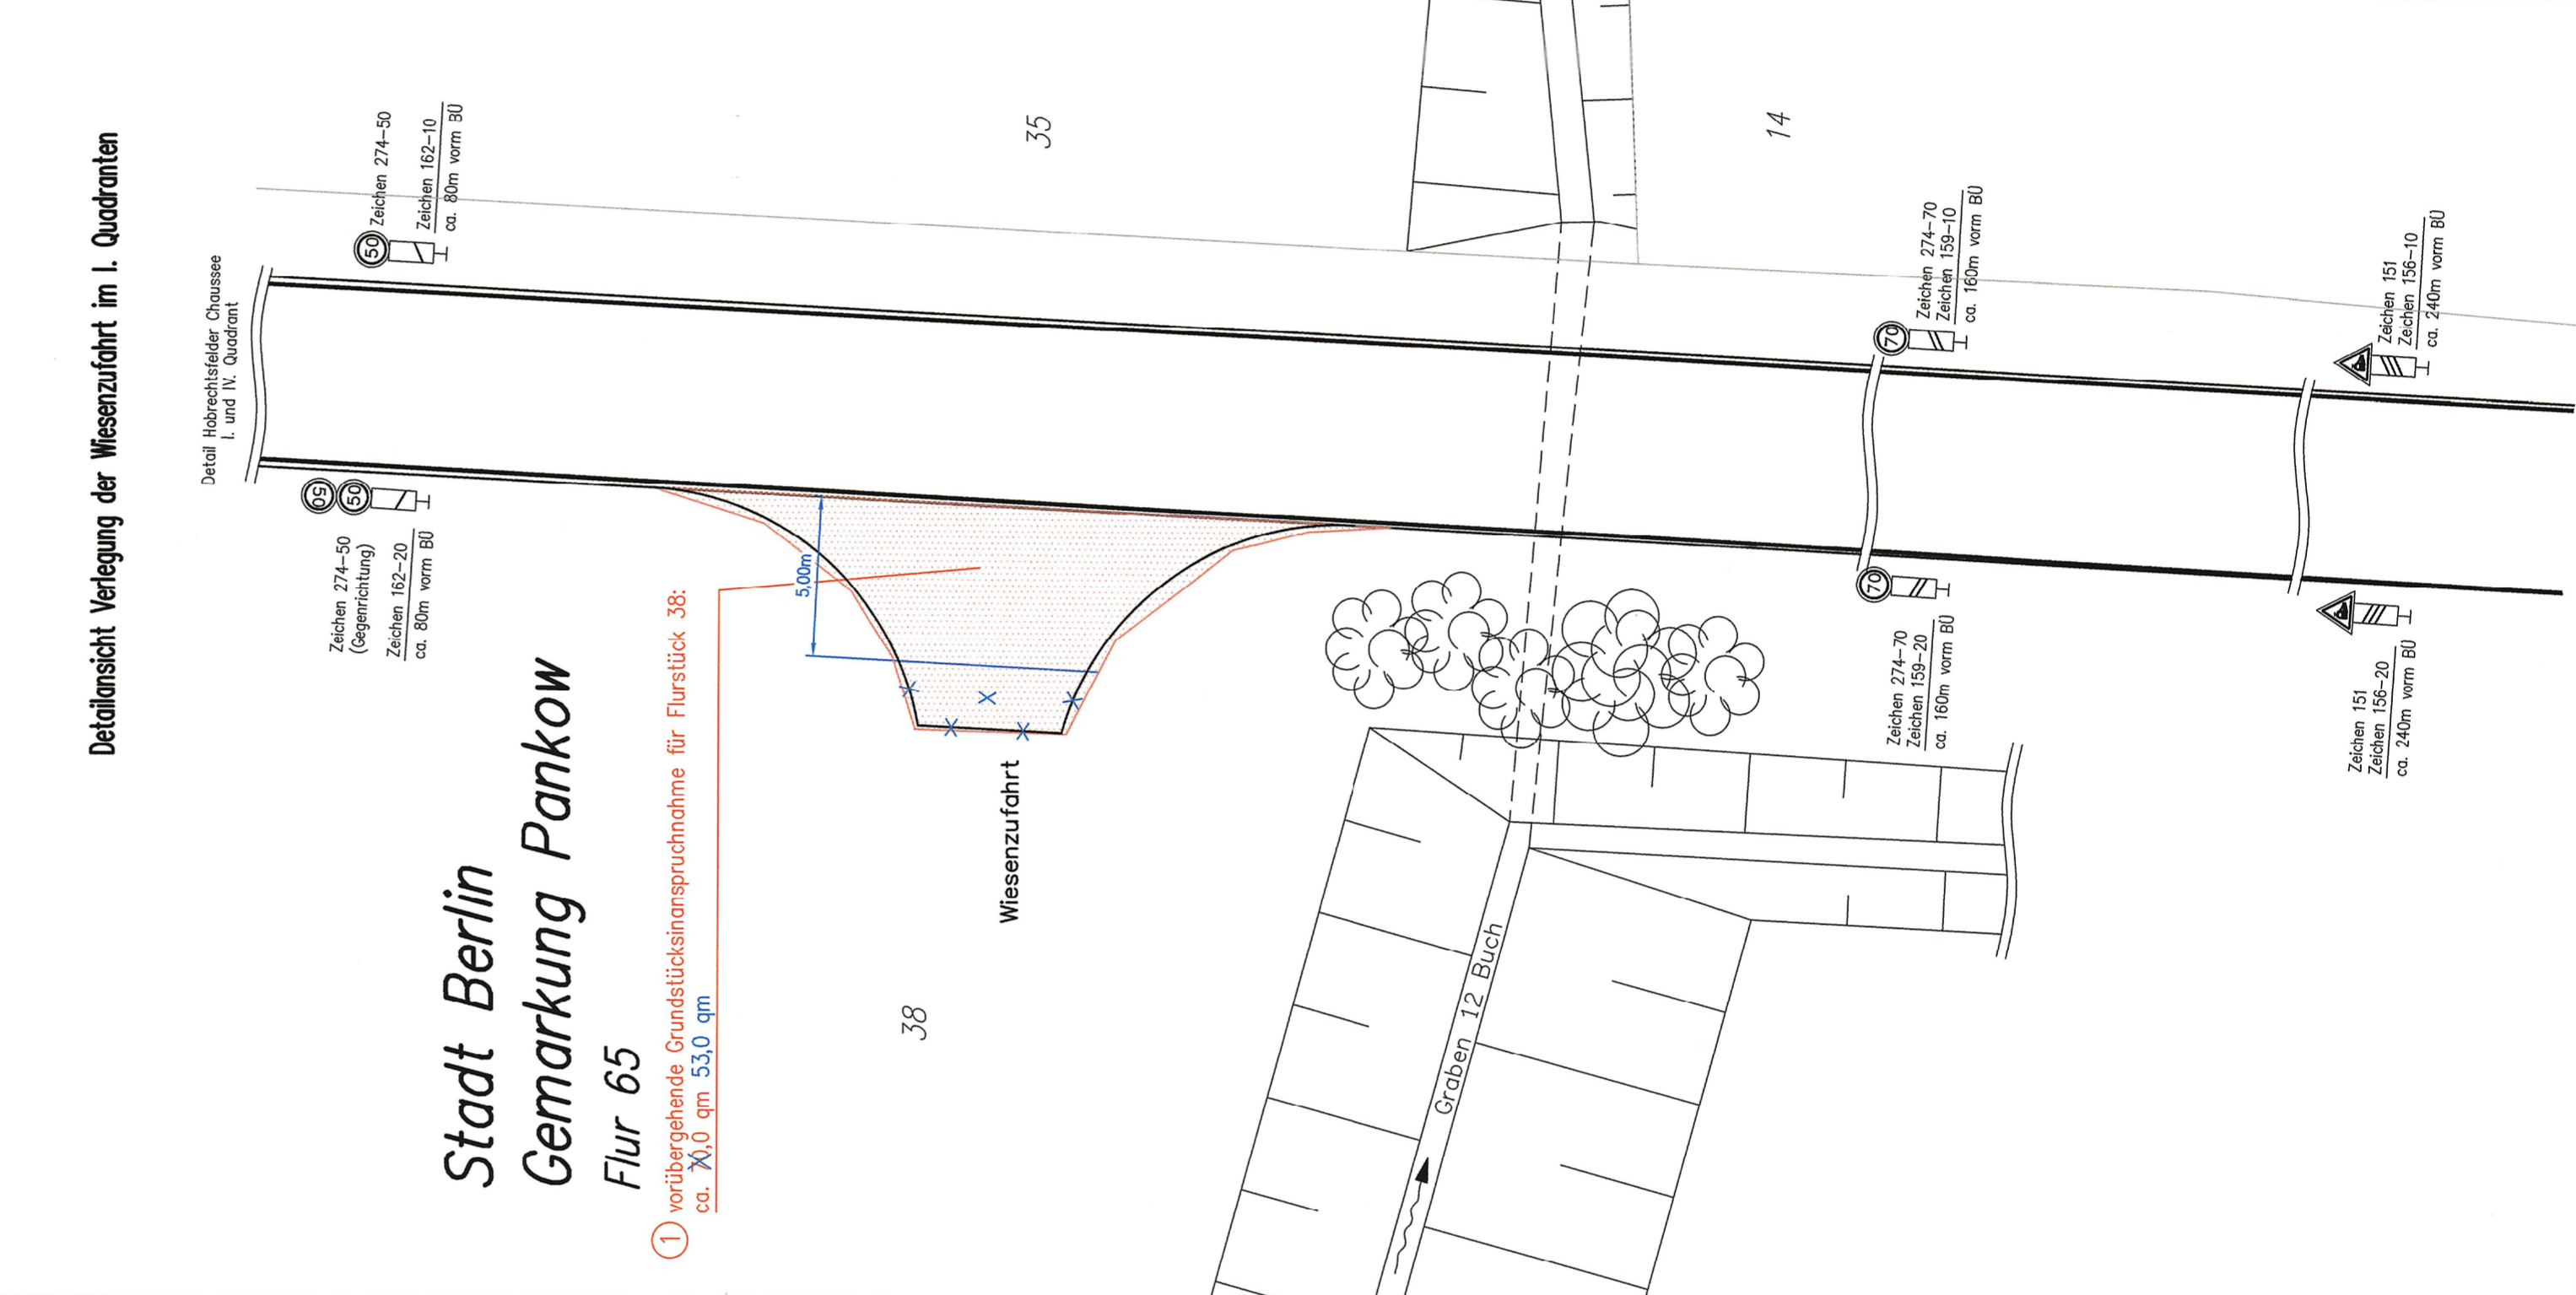 Detailansicht Verlegung der Wiesenzufahrt im I. Quadranten
Detail Hobrechtsfelder Chaussee
I. und IV. Quadrant
50
Zeichen 274-50
Zeichen 162-10
ca. 80m vorm BÜ
50
50
Zeichen 274-50
(Gegenrichtung)
Zeichen 162-20
ca. 80m vorm BÜ
Stadt Berlin
Gemarkung Pankow
Flur 65
1 vorübergehende Grundstücksinanspruchnahme für Flurstück 38:
ca. 70,0 qm 53,0 qm
5,00m
38
Wiesenzufahrt
35
Graben 12 Buch
14
70
Zeichen 274-70
Zeichen 159-10
ca. 160m vorm BÜ
70
Zeichen 274-70
Zeichen 159-20
ca. 160m vorm BÜ
Zeichen 151
Zeichen 156-10
ca. 240m vorm BÜ
Zeichen 151
Zeichen 156-20
ca. 240m vorm BÜ